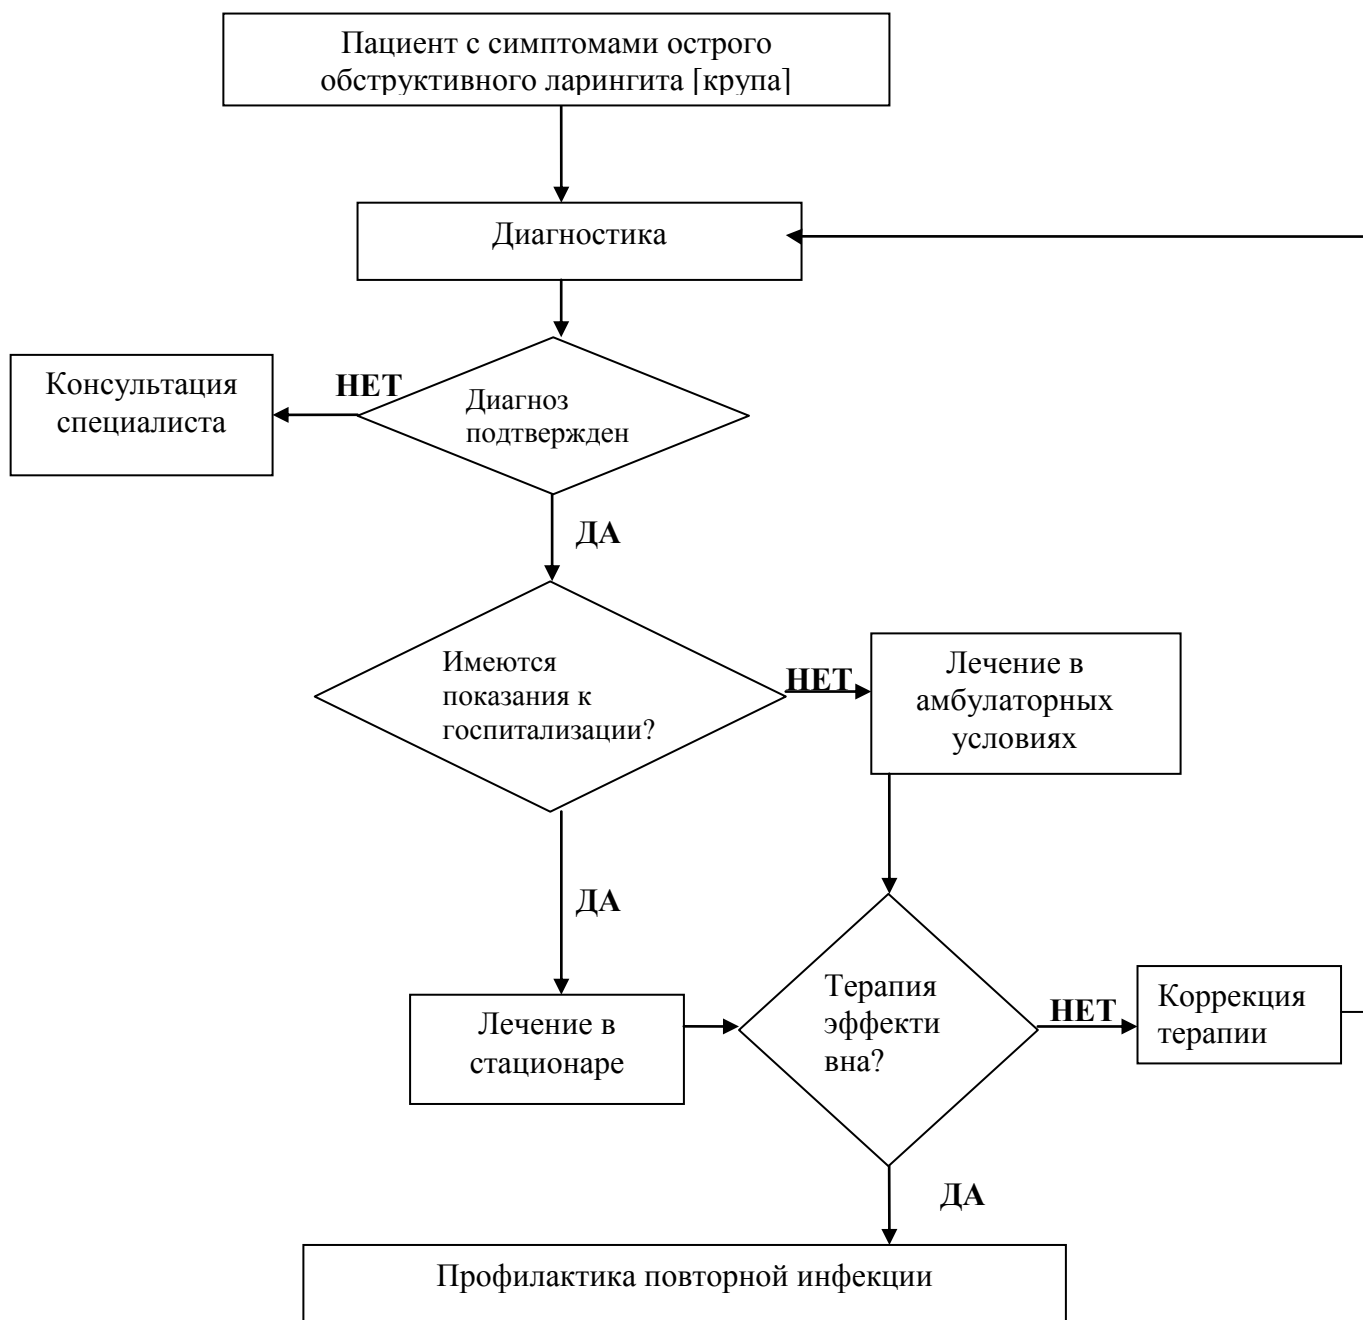 Пациент с симптомами острого
обструктивного ларингита [крупа]
Диагностика
Консультация
специалиста
НЕТ
Диагноз
подтвержден
ДА
Имеются
показания к
госпитализации?
НЕТ
Лечение в
амбулаторных
условиях
ДА
Лечение в
стационаре
Терапия
эффекти
вна?
НЕТ
Коррекция
терапии
ДА
Профилактика повторной инфекции